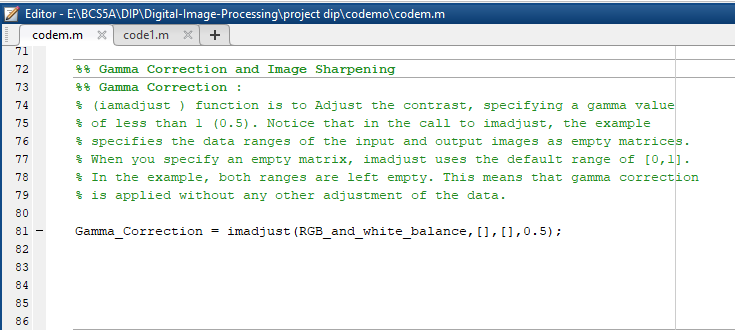 Editor - E:\BCS5A\DIP\Digital-Image-Processing\project dip\codemo\codem.m
codem.m × code1.m × +
71
72 %% Gamma Correction and Image Sharpening
73 %% Gamma Correction :
74 % (iamadjust ) function is to Adjust the contrast, specifying a gamma value
75 % of less than 1 (0.5). Notice that in the call to imadjust, the example
76 % specifies the data ranges of the input and output images as empty matrices.
77 % When you specify an empty matrix, imadjust uses the default range of [0,1].
78 % In the example, both ranges are left empty. This means that gamma correction
79 % is applied without any other adjustment of the data.
80
81 – Gamma_Correction = imadjust(RGB_and_white_balance,[],[],0.5);
82
83
84
85
86